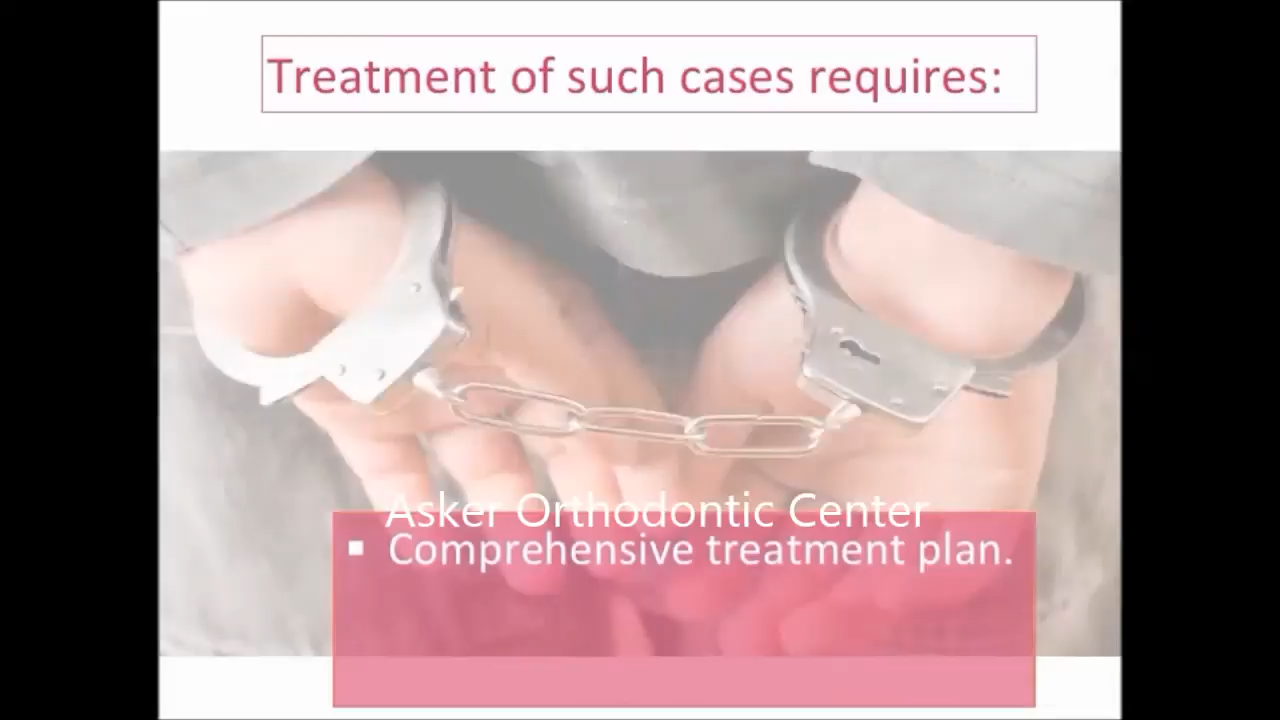 Treatment of such cases requires:
Asker Orthodontic Center
▪ Comprehensive treatment plan.